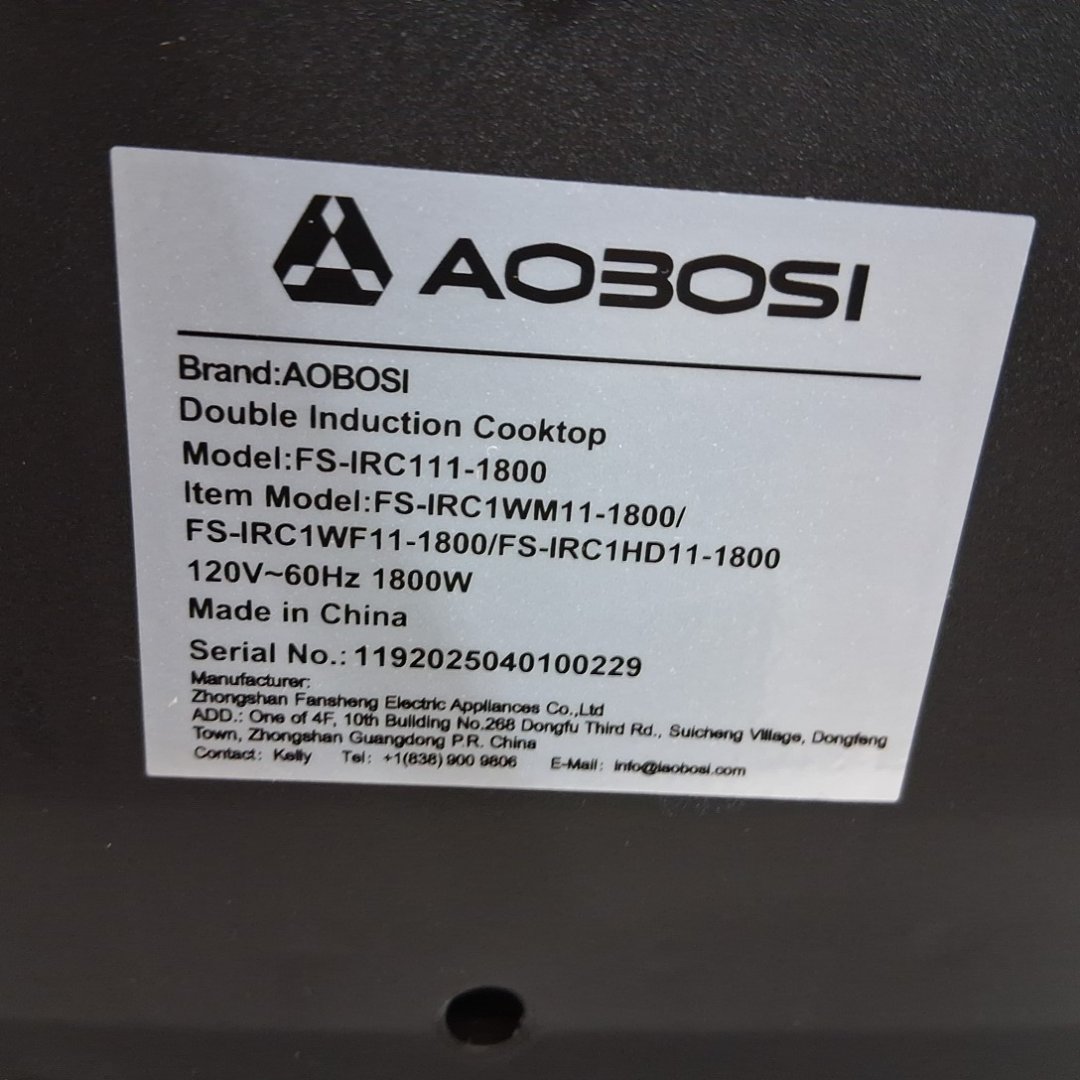 AOBOSI
Brand:AOBOSI
Double Induction Cooktop
Model:FS-IRC111-1800
Item Model:FS-IRC1WM11-1800/
FS-IRC1WF11-1800/FS-IRC1HD11-1800
120V~60Hz 1800W
Made in China
Serial No.: 1192025040100229
Manufacturer:
Zhongshan Fansheng Electric Appliances Co.,Ltd
ADD.: One of 4F, 10th Building No.268 Dongfu Third Rd., Suicheng Village, Dongfeng
Town, Zhongshan Guangdong P.R. China
Contact: Kelly Tel: +1(838) 900 9806 E-Mail: info@iaobosi.com